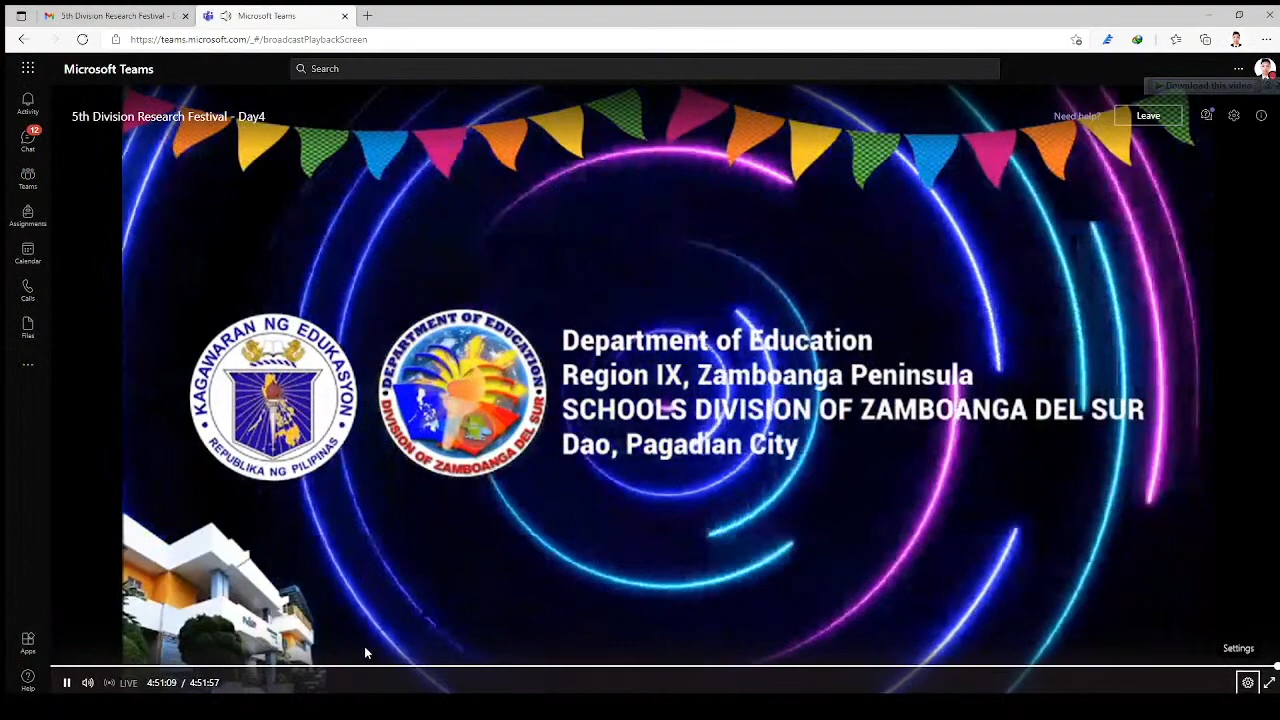 5th Division Research Festival - D
Microsoft Teams
https://teams.microsoft.com/_#/broadcastPlaybackScreen
Microsoft Teams
Search
Download this video
5th Division Research Festival - Day4
Need help?
Leave
Activity
12
Chat
Teams
Assignments
Calendar
Calls
Files
KAGAWARAN NG EDUKASYON
REPUBLIKA NG PILIPINAS
DEPARTMENT OF EDUCATION
DIVISION OF ZAMBOANGA DEL SUR
Department of Education
Region IX, Zamboanga Peninsula
SCHOOLS DIVISION OF ZAMBOANGA DEL SUR
Dao, Pagadian City
Apps
Help
Settings
LIVE 4:51:09 / 4:51:57